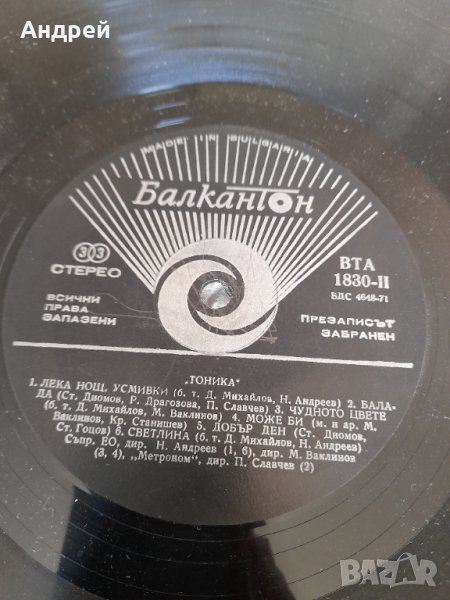 Андрей
MADE IN BULGARIA
Балкантон
33
СТЕРЕО
ВСИЧКИ
ПРАВА
ЗАПАЗЕНИ
ВТА
1830-II
БДС 4648-71
ПРЕЗАПИСЪТ
ЗАБРАНЕН
„ТОНИКА"
1. ЛЕКА НОЩ, УСМИВКИ (б. т. Д. Михайлов, Н. Андреев) 2. БАЛА-
ДА (Ст. Диомов, Р. Драгозова, П. Славчев) 3. ЧУДНОТО ЦВЕТЕ
(б. т. Д. Михайлов, М. Ваклинов) 4. МОЖЕ БИ (м. и ар. М.
Ваклинов, Кр. Станишев) 5. ДОБЪР ДЕН (Ст. Диомов,
Ст. Гоцов) 6. СВЕТЛИНА (б. т. Д. Михайлов, Н. Андреев)
Съпр. ЕО, дир. Н. Андреев (1, 6), дир. М. Ваклинов
(3, 4), „Метроном", дир. П. Славчев (2)
BAZAR